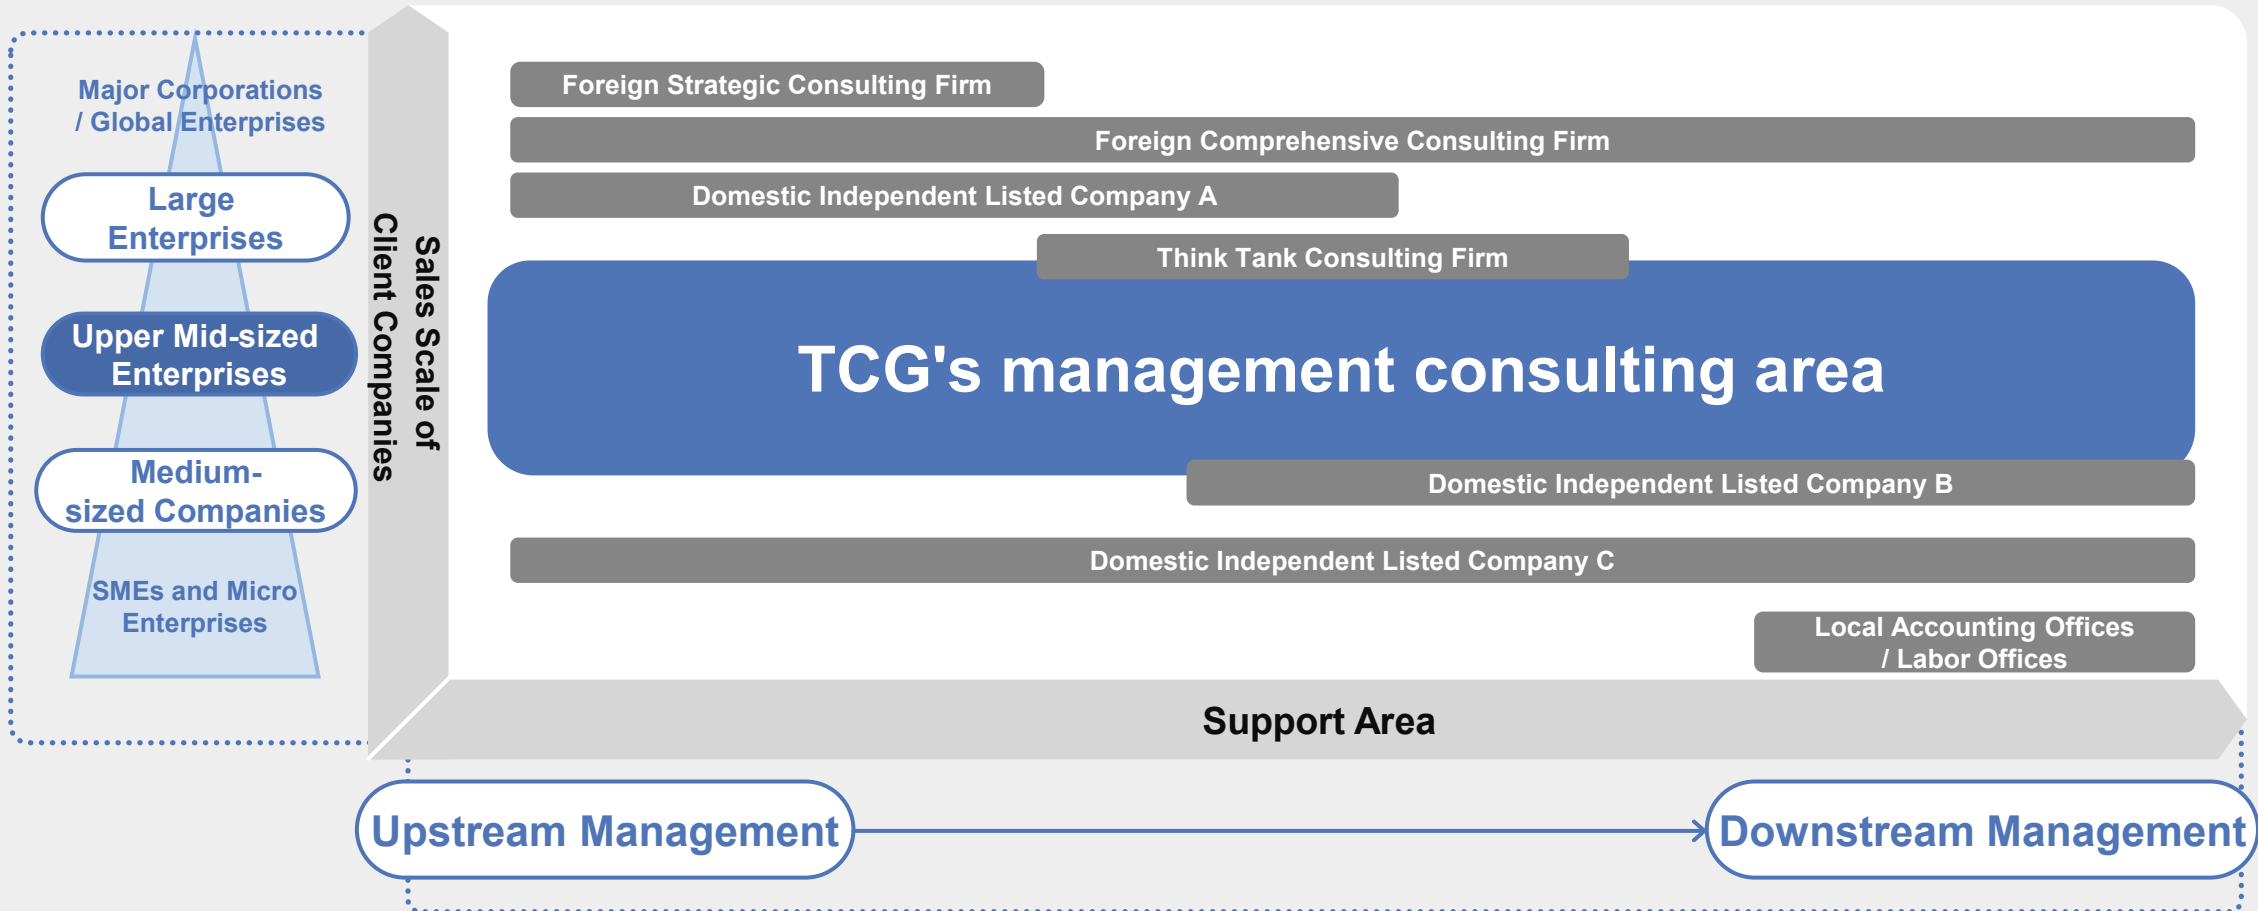 Major Corporations
/ Global Enterprises
Large
Enterprises
Upper Mid-sized
Enterprises
Medium-
sized Companies
SMEs and Micro
Enterprises
Sales Scale of
Client Companies
Foreign Strategic Consulting Firm
Foreign Comprehensive Consulting Firm
Domestic Independent Listed Company A
Think Tank Consulting Firm
TCG's management consulting area
Domestic Independent Listed Company B
Domestic Independent Listed Company C
Local Accounting Offices
/ Labor Offices
Support Area
Upstream Management
Downstream Management